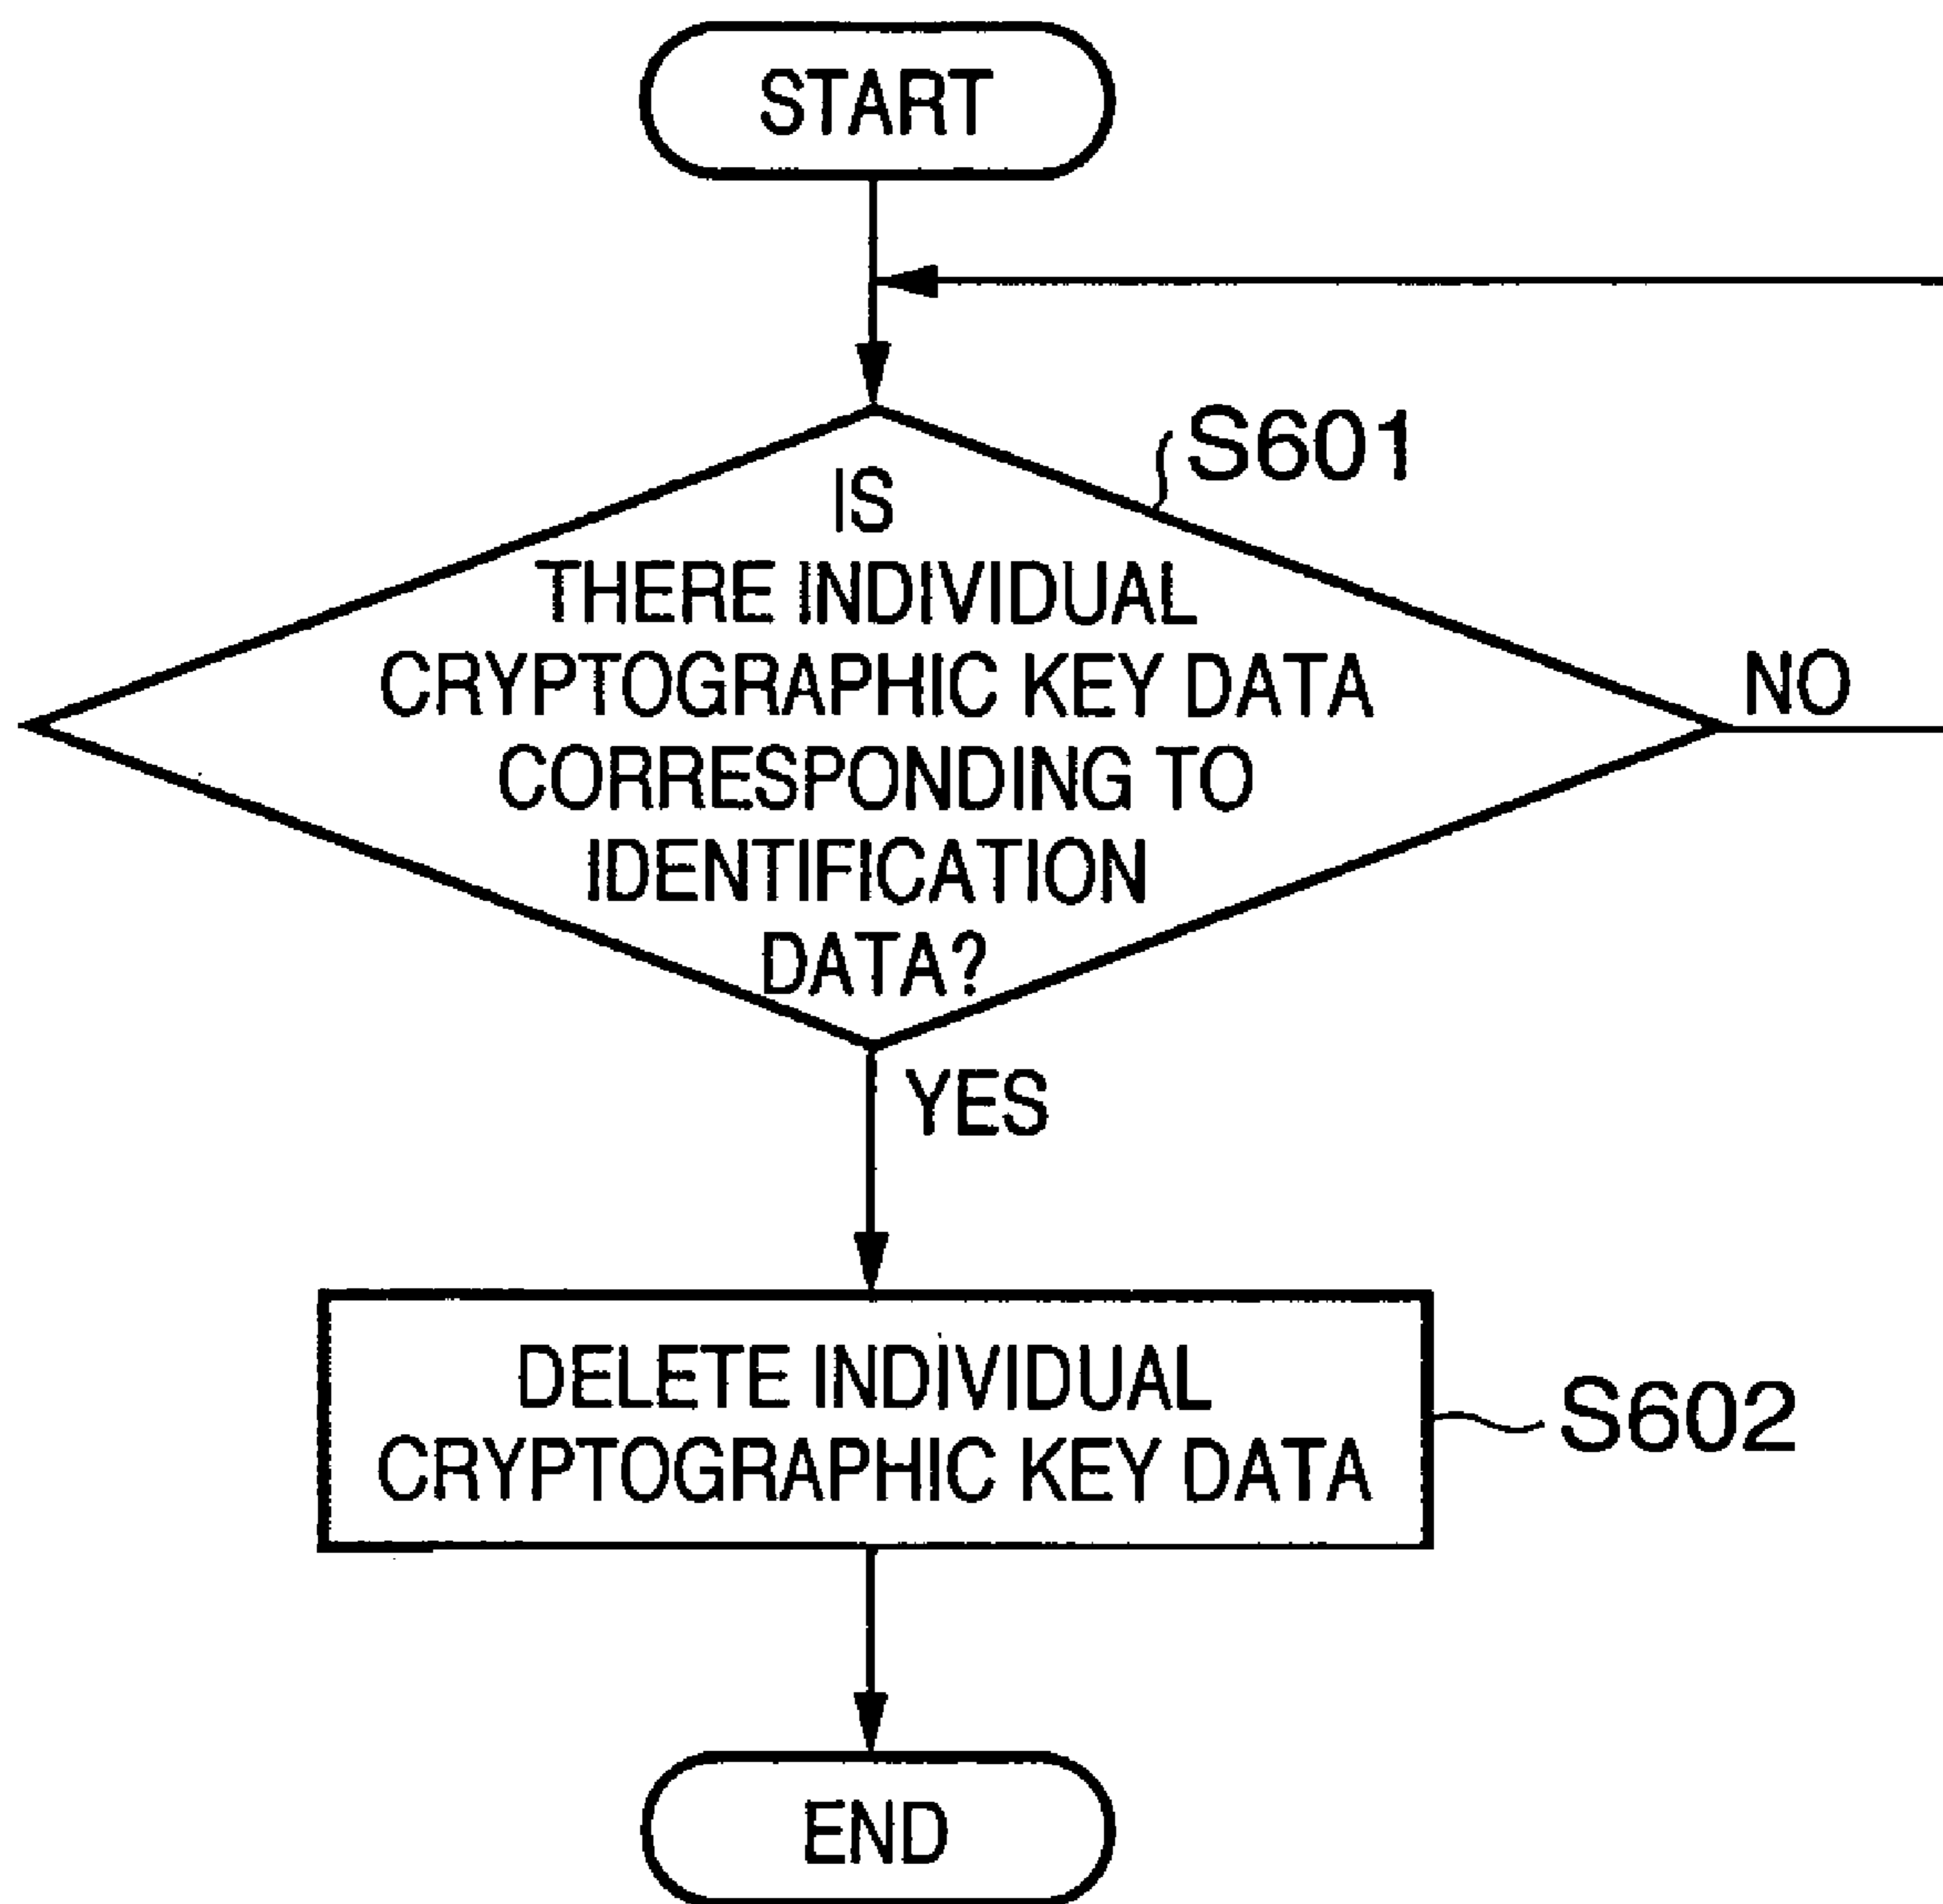 START
S601
IS
THERE INDIVIDUAL
CRYPTOGRAPHIC KEY DATA
CORRESPONDING TO
IDENTIFICATION
DATA?
NO
YES
DELETE INDIVIDUAL
CRYPTOGRAPHIC KEY DATA
S602
END